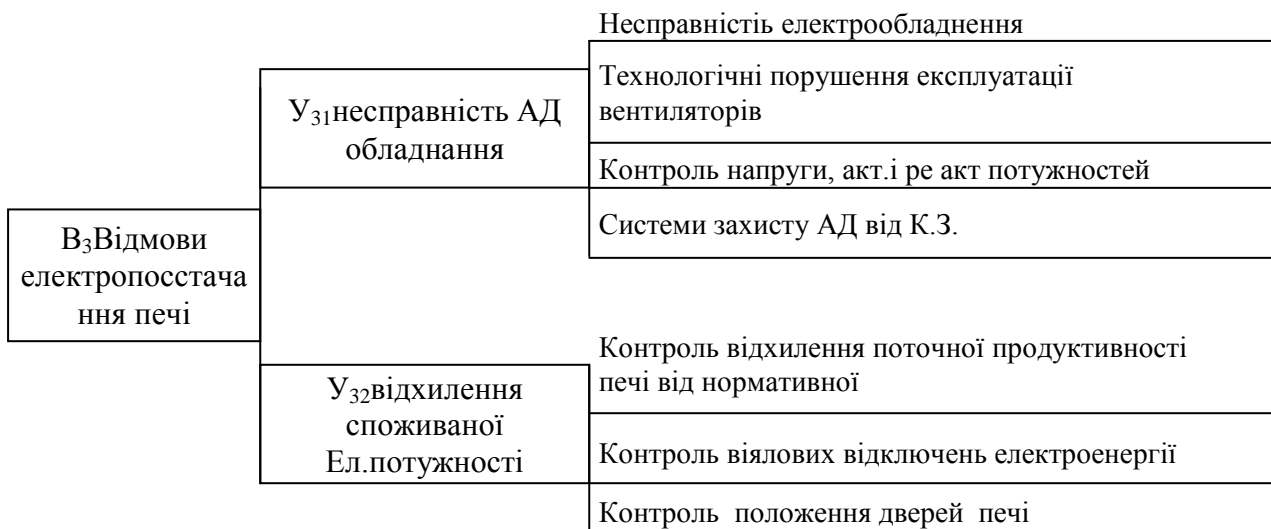 Несправністіь електрообладнення
Технологічні порушення експлуатації
вентиляторів
У31несправність АД
обладнання
Контроль напруги, акт.і ре акт потужностей
Системи захисту АД від К.З.
В3Відмови
електропосстача
ння печі
Контроль відхилення поточної продуктивності
печі від нормативної
У32відхилення
споживаної
Ел.потужності
Контроль віялових відключень електроенергії
Контроль положення дверей печі